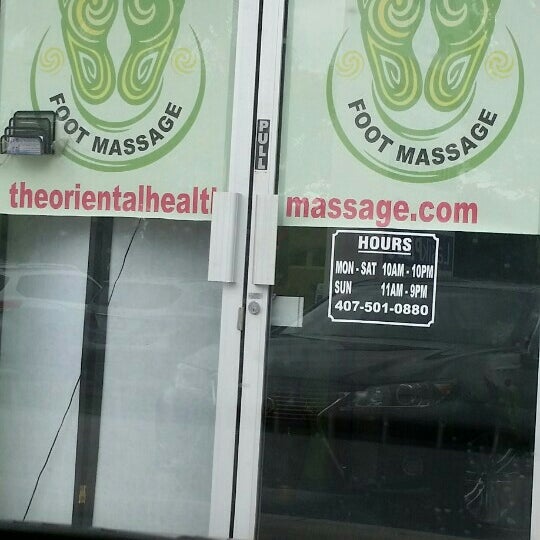 FOOT MASSAGE
theorientalhealth
PULL
FOOT MASSAGE
massage.com
HOURS
MON - SAT 10AM - 10PM
SUN 11AM - 9PM
407-501-0880